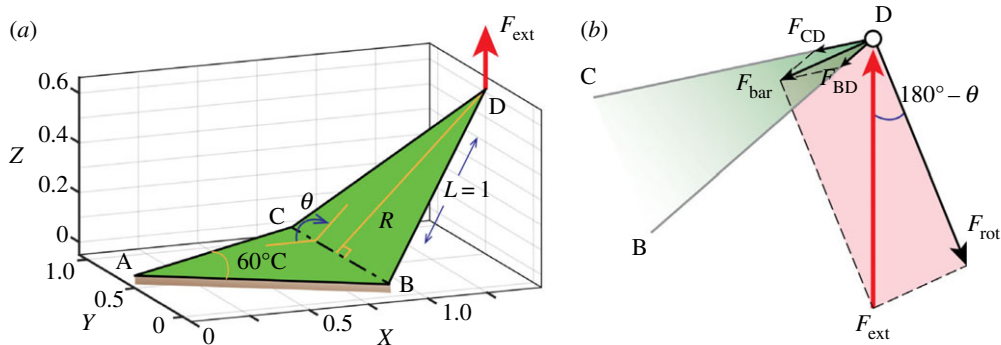 (a)
F_ext
D
0.6
0.4
Z
0.2
0
L = 1
θ
C
R
1.0
A
60°C
B
0.5
1.0
Y
0
0.5
0
X
(b)
D
F_CD
C
F_bar
F_BD
180° – θ
B
F_rot
F_ext